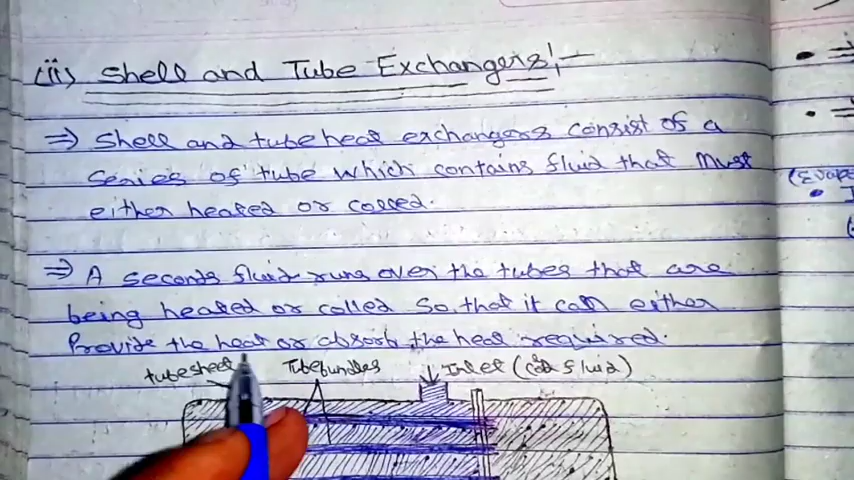 (ii) Shell and Tube Exchangers:-
⇒ Shell and tube heat exchangers consist of a
series of tube which contains fluid that must
either heated or cooled.
⇒ A seconds fluid runs over the tubes that are
being heated or colled so that it can either
Provide the heat or absorb the heat required.
tubesheet Tubebundles Inlet (cold fluid)